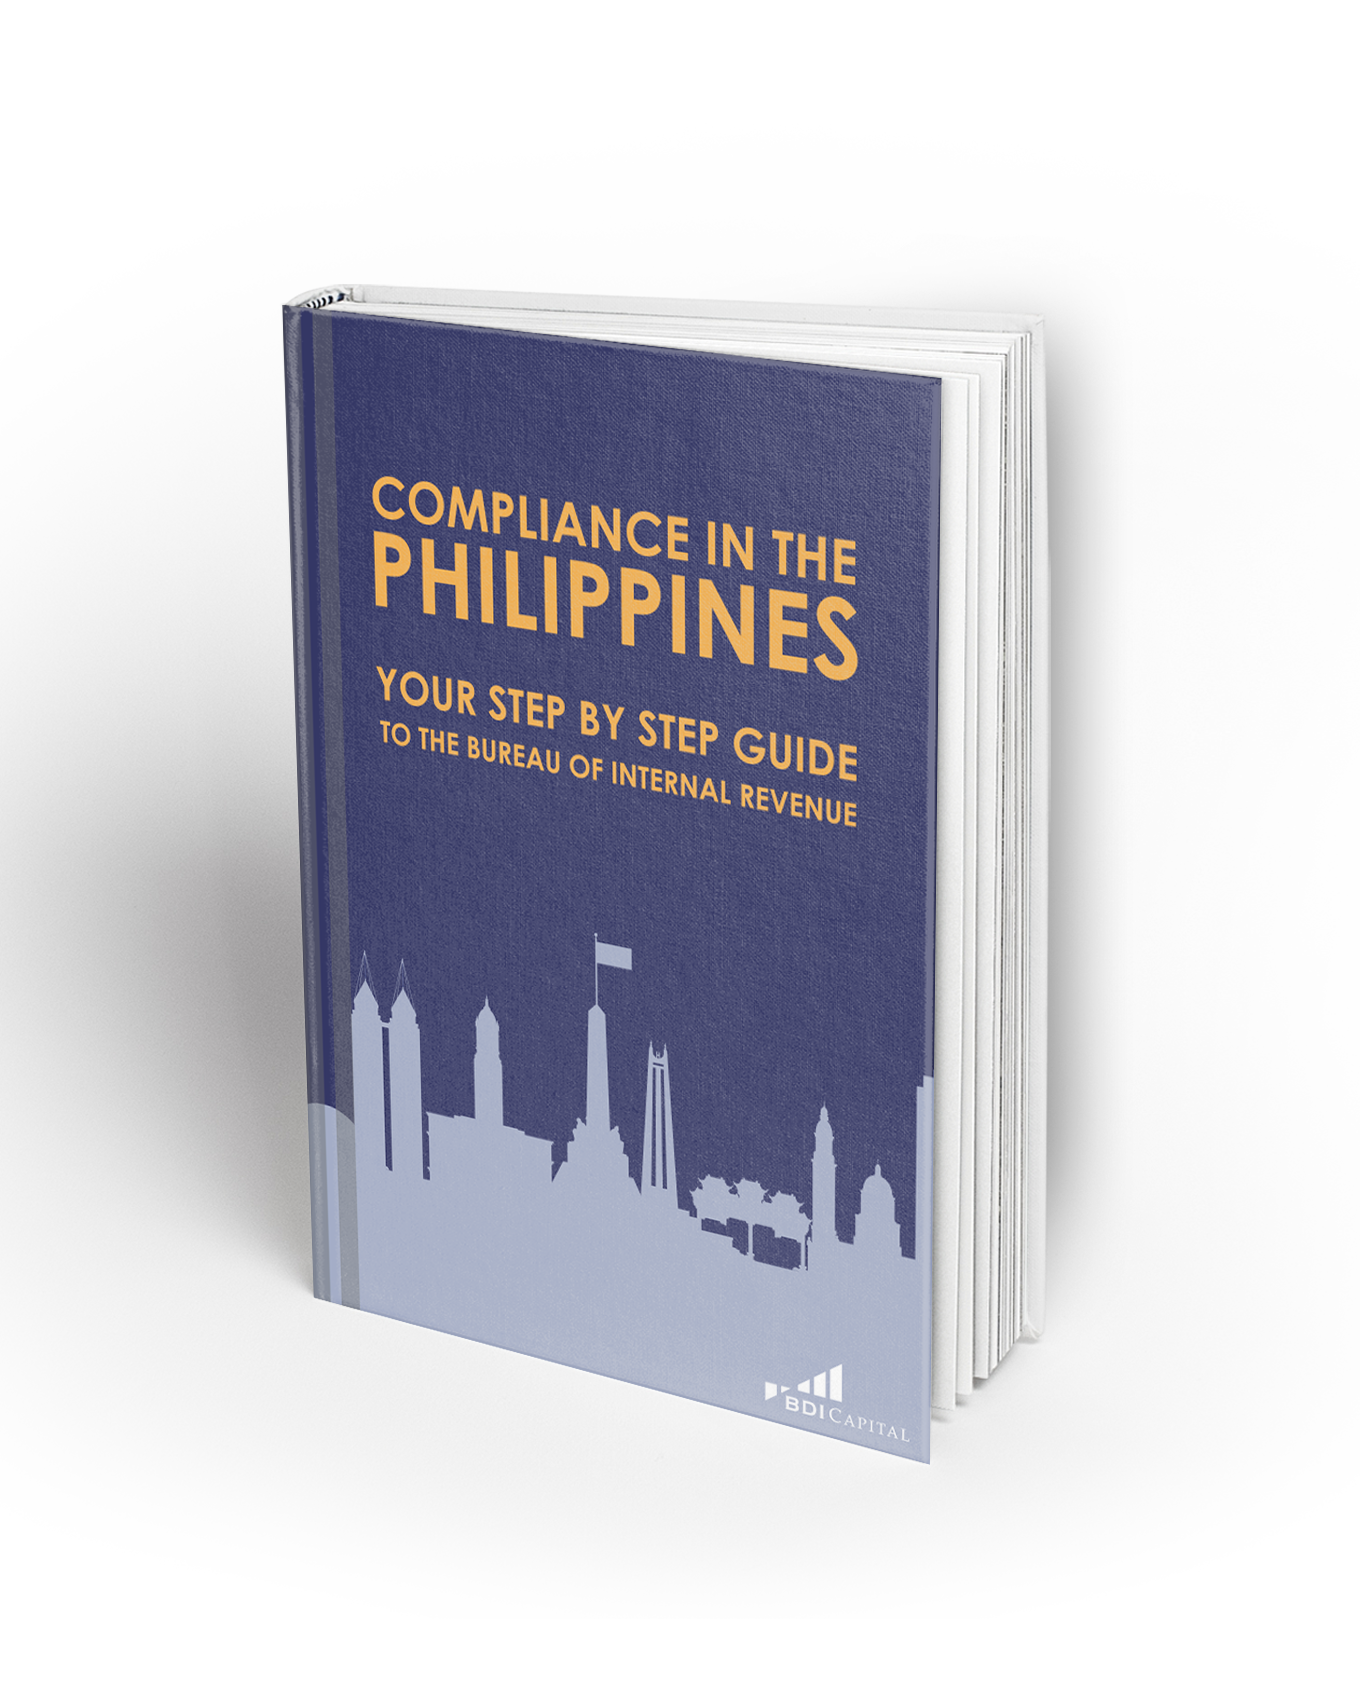 COMPLIANCE IN THE
PHILIPPINES
YOUR STEP BY STEP GUIDE
TO THE BUREAU OF INTERNAL REVENUE
BDI CAPITAL